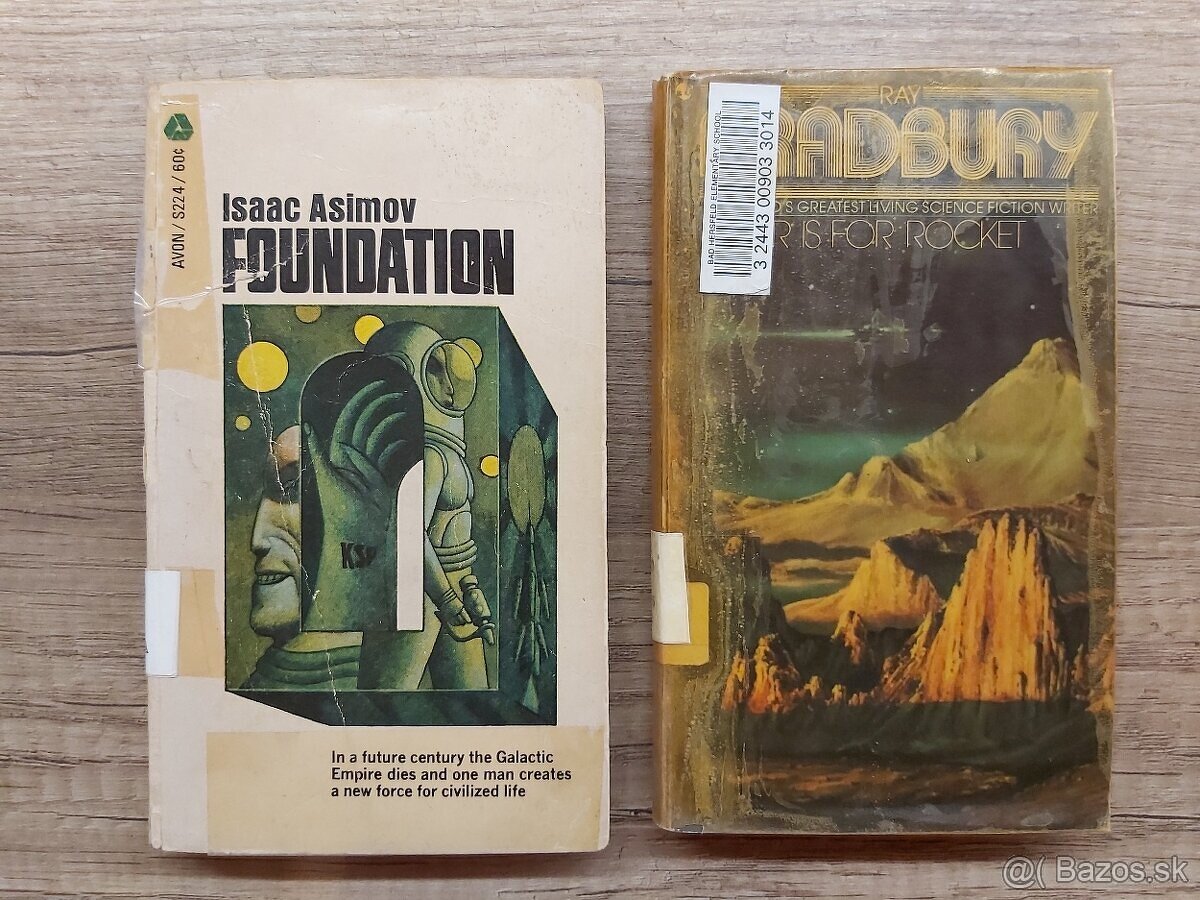 AVON/ S224/ 60¢
Isaac Asimov
FOUNDATION
In a future century the Galactic
Empire dies and one man creates
a new force for civilized life
RAY
RADBURY
D'S GREATEST LIVING SCIENCE FICTION WRITER
R·IS·FOR·ROCKET
BAD HERSFELD ELEMENTARY SCHOOL
3 2443 00903 3014
@( Bazos.sk